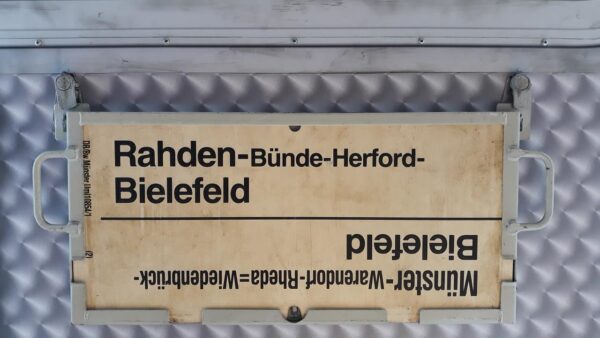 Rahden-Bünde-Herford-
Bielefeld
Münster-Warendorf-Rheda=Wiedenbrück-
Bielefeld